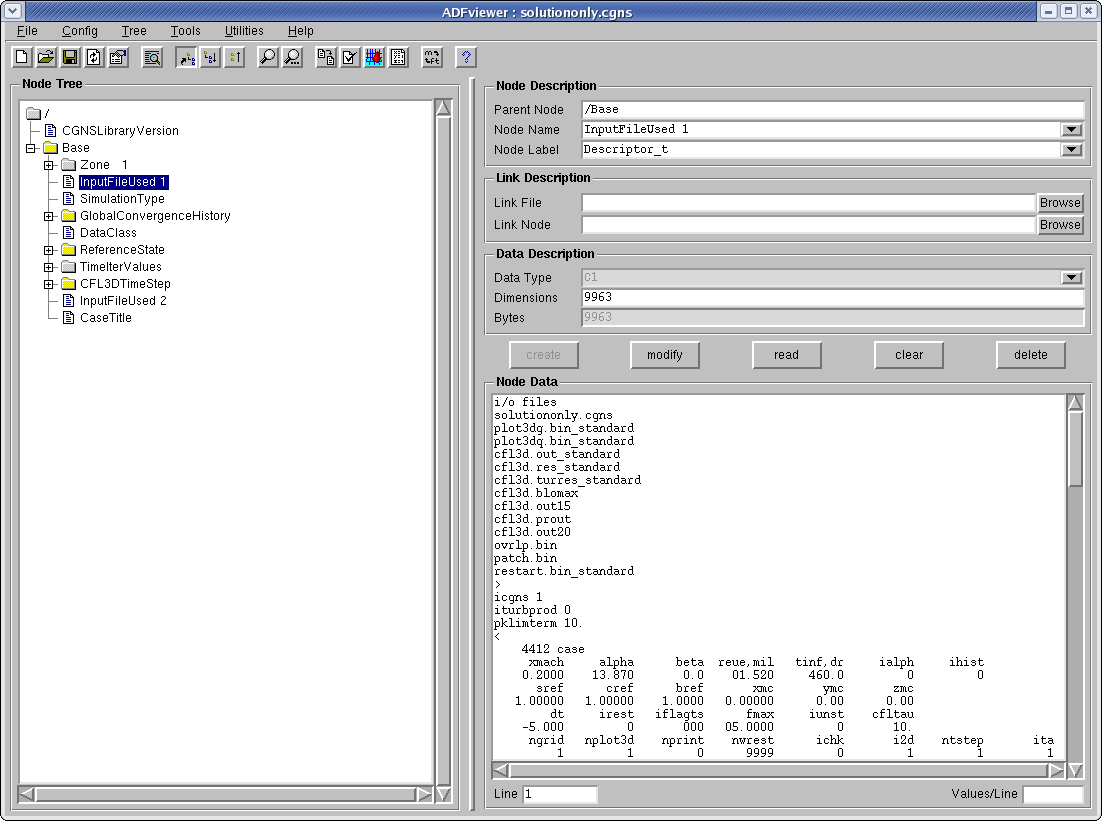 ADFviewer : solutiononly.cgns
File Config Tree Tools Utilities Help
Node Tree
/
CGNSLibraryVersion
Base
Zone 1
InputFileUsed 1
SimulationType
GlobalConvergenceHistory
DataClass
ReferenceState
TimeIterValues
CFL3DTimeStep
InputFileUsed 2
CaseTitle
Node Description
Parent Node /Base
Node Name InputFileUsed 1
Node Label Descriptor_t
Link Description
Link File Browse
Link Node Browse
Data Description
Data Type C1
Dimensions 9963
Bytes 9963
create modify read clear delete
Node Data
i/o files
solutiononly.cgns
plot3dg.bin_standard
plot3dq.bin_standard
cfl3d.out_standard
cfl3d.res_standard
cfl3d.turres_standard
cfl3d.blomax
cfl3d.out15
cfl3d.prout
cfl3d.out20
ovrlp.bin
patch.bin
restart.bin_standard
>
icgns 1
iturbprod 0
pklimterm 10.
<
4412 case
xmach alpha beta reue,mil tinf,dr ialph ihist
0.2000 13.870 0.0 01.520 460.0 0 0
sref cref bref xmc ymc zmc
1.00000 1.00000 1.0000 0.00000 0.00 0.00
dt irest iflagts fmax iunst cfltau
-5.000 0 000 05.0000 0 10.
ngrid nplot3d nprint nwrest ichk i2d ntstep ita
1 1 0 9999 0 1 1 1
Line 1 Values/Line